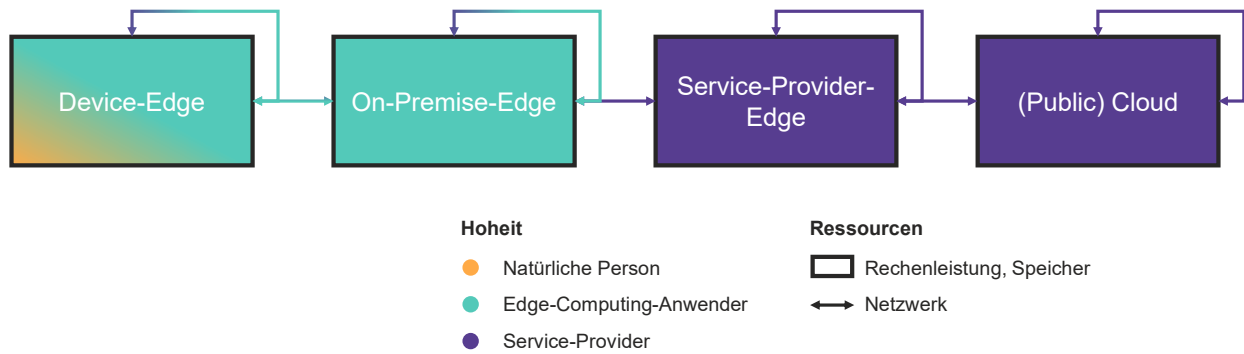 Device-Edge
On-Premise-Edge
Service-Provider-
Edge
(Public) Cloud
Hoheit
Natürliche Person
Edge-Computing-Anwender
Service-Provider
Ressourcen
Rechenleistung, Speicher
Netzwerk